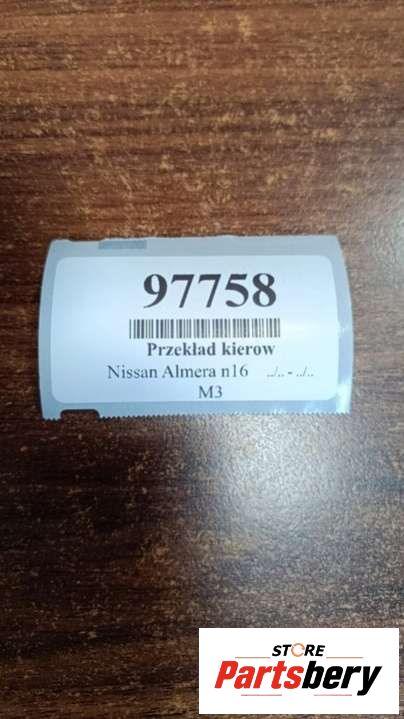 97758
Przekład kierow
Nissan Almera n16 ../.. - ../..
M3
STORE
Partsbery